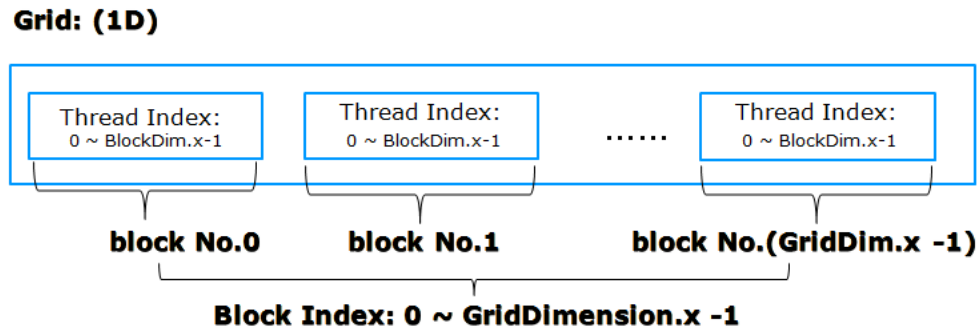 Grid: (1D)
Thread Index:
0 ~ BlockDim.x-1
Thread Index:
0 ~ BlockDim.x-1
......
Thread Index:
0 ~ BlockDim.x-1
block No.0
block No.1
block No.(GridDim.x -1)
Block Index: 0 ~ GridDimension.x -1